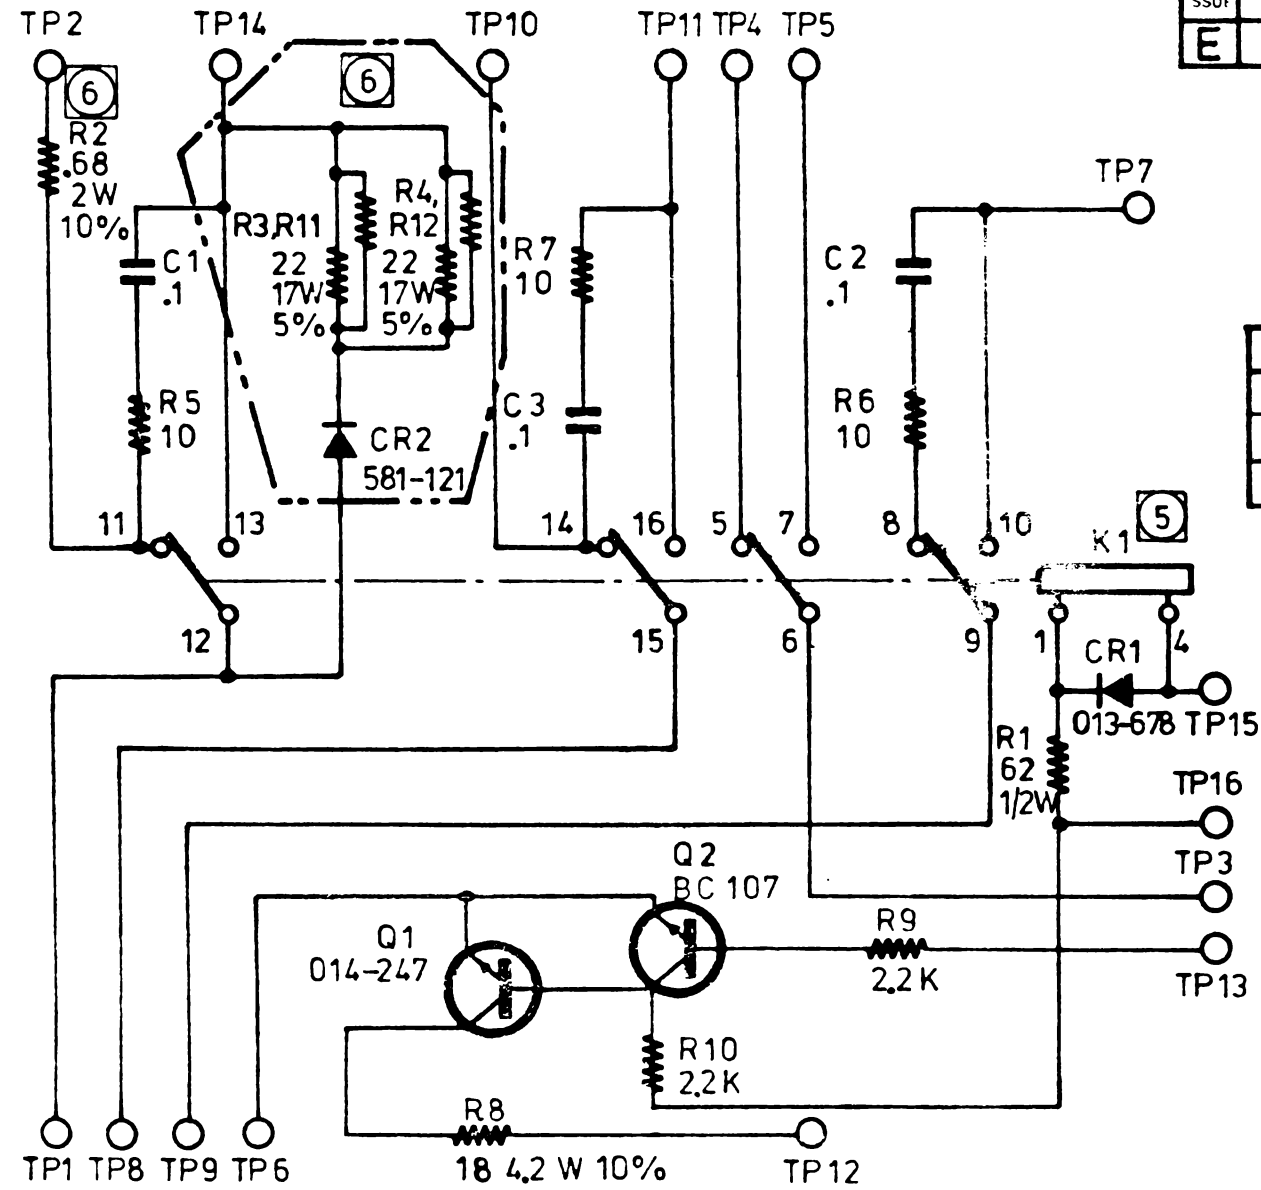 TP2 TP14 TP10 TP11 TP4 TP5
E
6
6
R2
.68
2W
10%
TP7
R4,
R12
R3,R11
22
17W
5%
22
17W
5%
C1
.1
R7
10
C2
.1
R5
10
CR2
581-121
C3
.1
R6
10
11 13 14 16 5 7 8 10
K1
5
12 15 6 9 1 4
CR1
013-678
TP15
R1
62
1/2W
TP16
TP3
Q2
BC 107
Q1
014-247
R9
2.2K
TP13
R10
2.2K
R8
18 4.2 W 10%
TP1 TP8 TP9 TP6 TP12